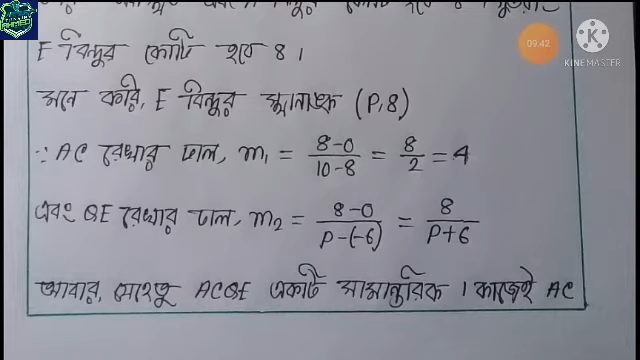 E বিন্দুর কোটি হবে 8 ।
মনে করি, E বিন্দুর স্থানাঙ্ক (P, 8)
∵ AC রেখার ঢাল, m₁ = (8-0)/(10-8) = 8/2 = 4
এবং BE রেখার ঢাল, m₂ = (8-0)/(P-(-6)) = 8/(P+6)
আবার, যেহেতু ACBE একটি সামান্তরিক । কাজেই AC
09:42
KINEMASTER
AHMED